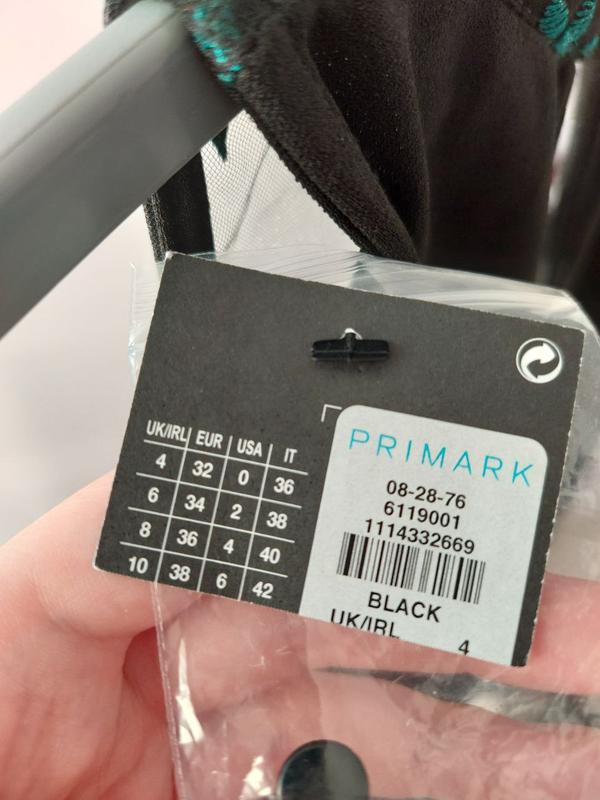 UK/IRL EUR USA IT
4 32 0 36
6 34 2 38
8 36 4 40
10 38 6 42
PRIMARK
08-28-76
6119001
1114332669
BLACK
UK/IRL 4